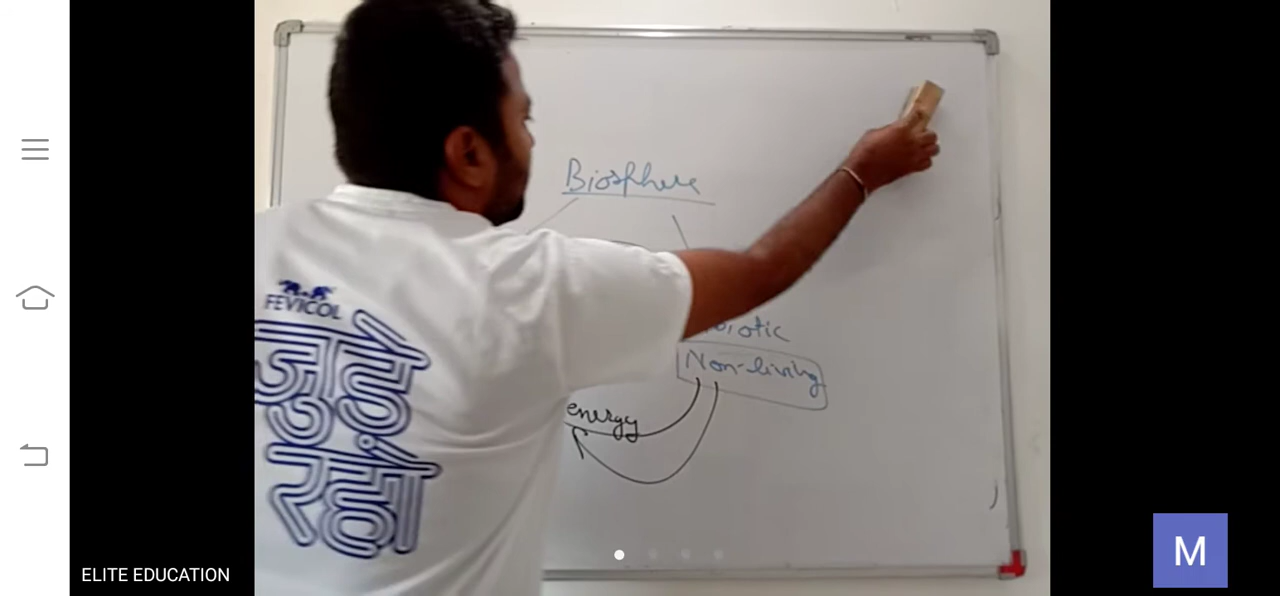 Biosphere
biotic
Non-living
energy
FEVICOL
ELITE EDUCATION
M